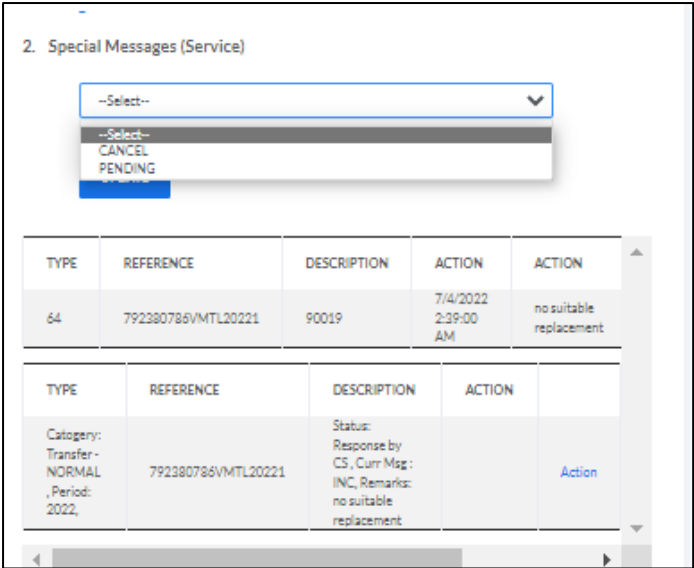 2. Special Messages (Service)
--Select--
--Select--
CANCEL
PENDING
TYPE REFERENCE DESCRIPTION ACTION ACTION
64 792380786VMTL20221 90019 7/4/2022 2:39:00 AM no suitable replacement
TYPE REFERENCE DESCRIPTION ACTION
Catogery:
Transfer -
NORMAL
, Period:
2022,
792380786VMTL20221
Status:
Response by
CS , Curr Msg :
INC, Remarks:
no suitable
replacement
Action